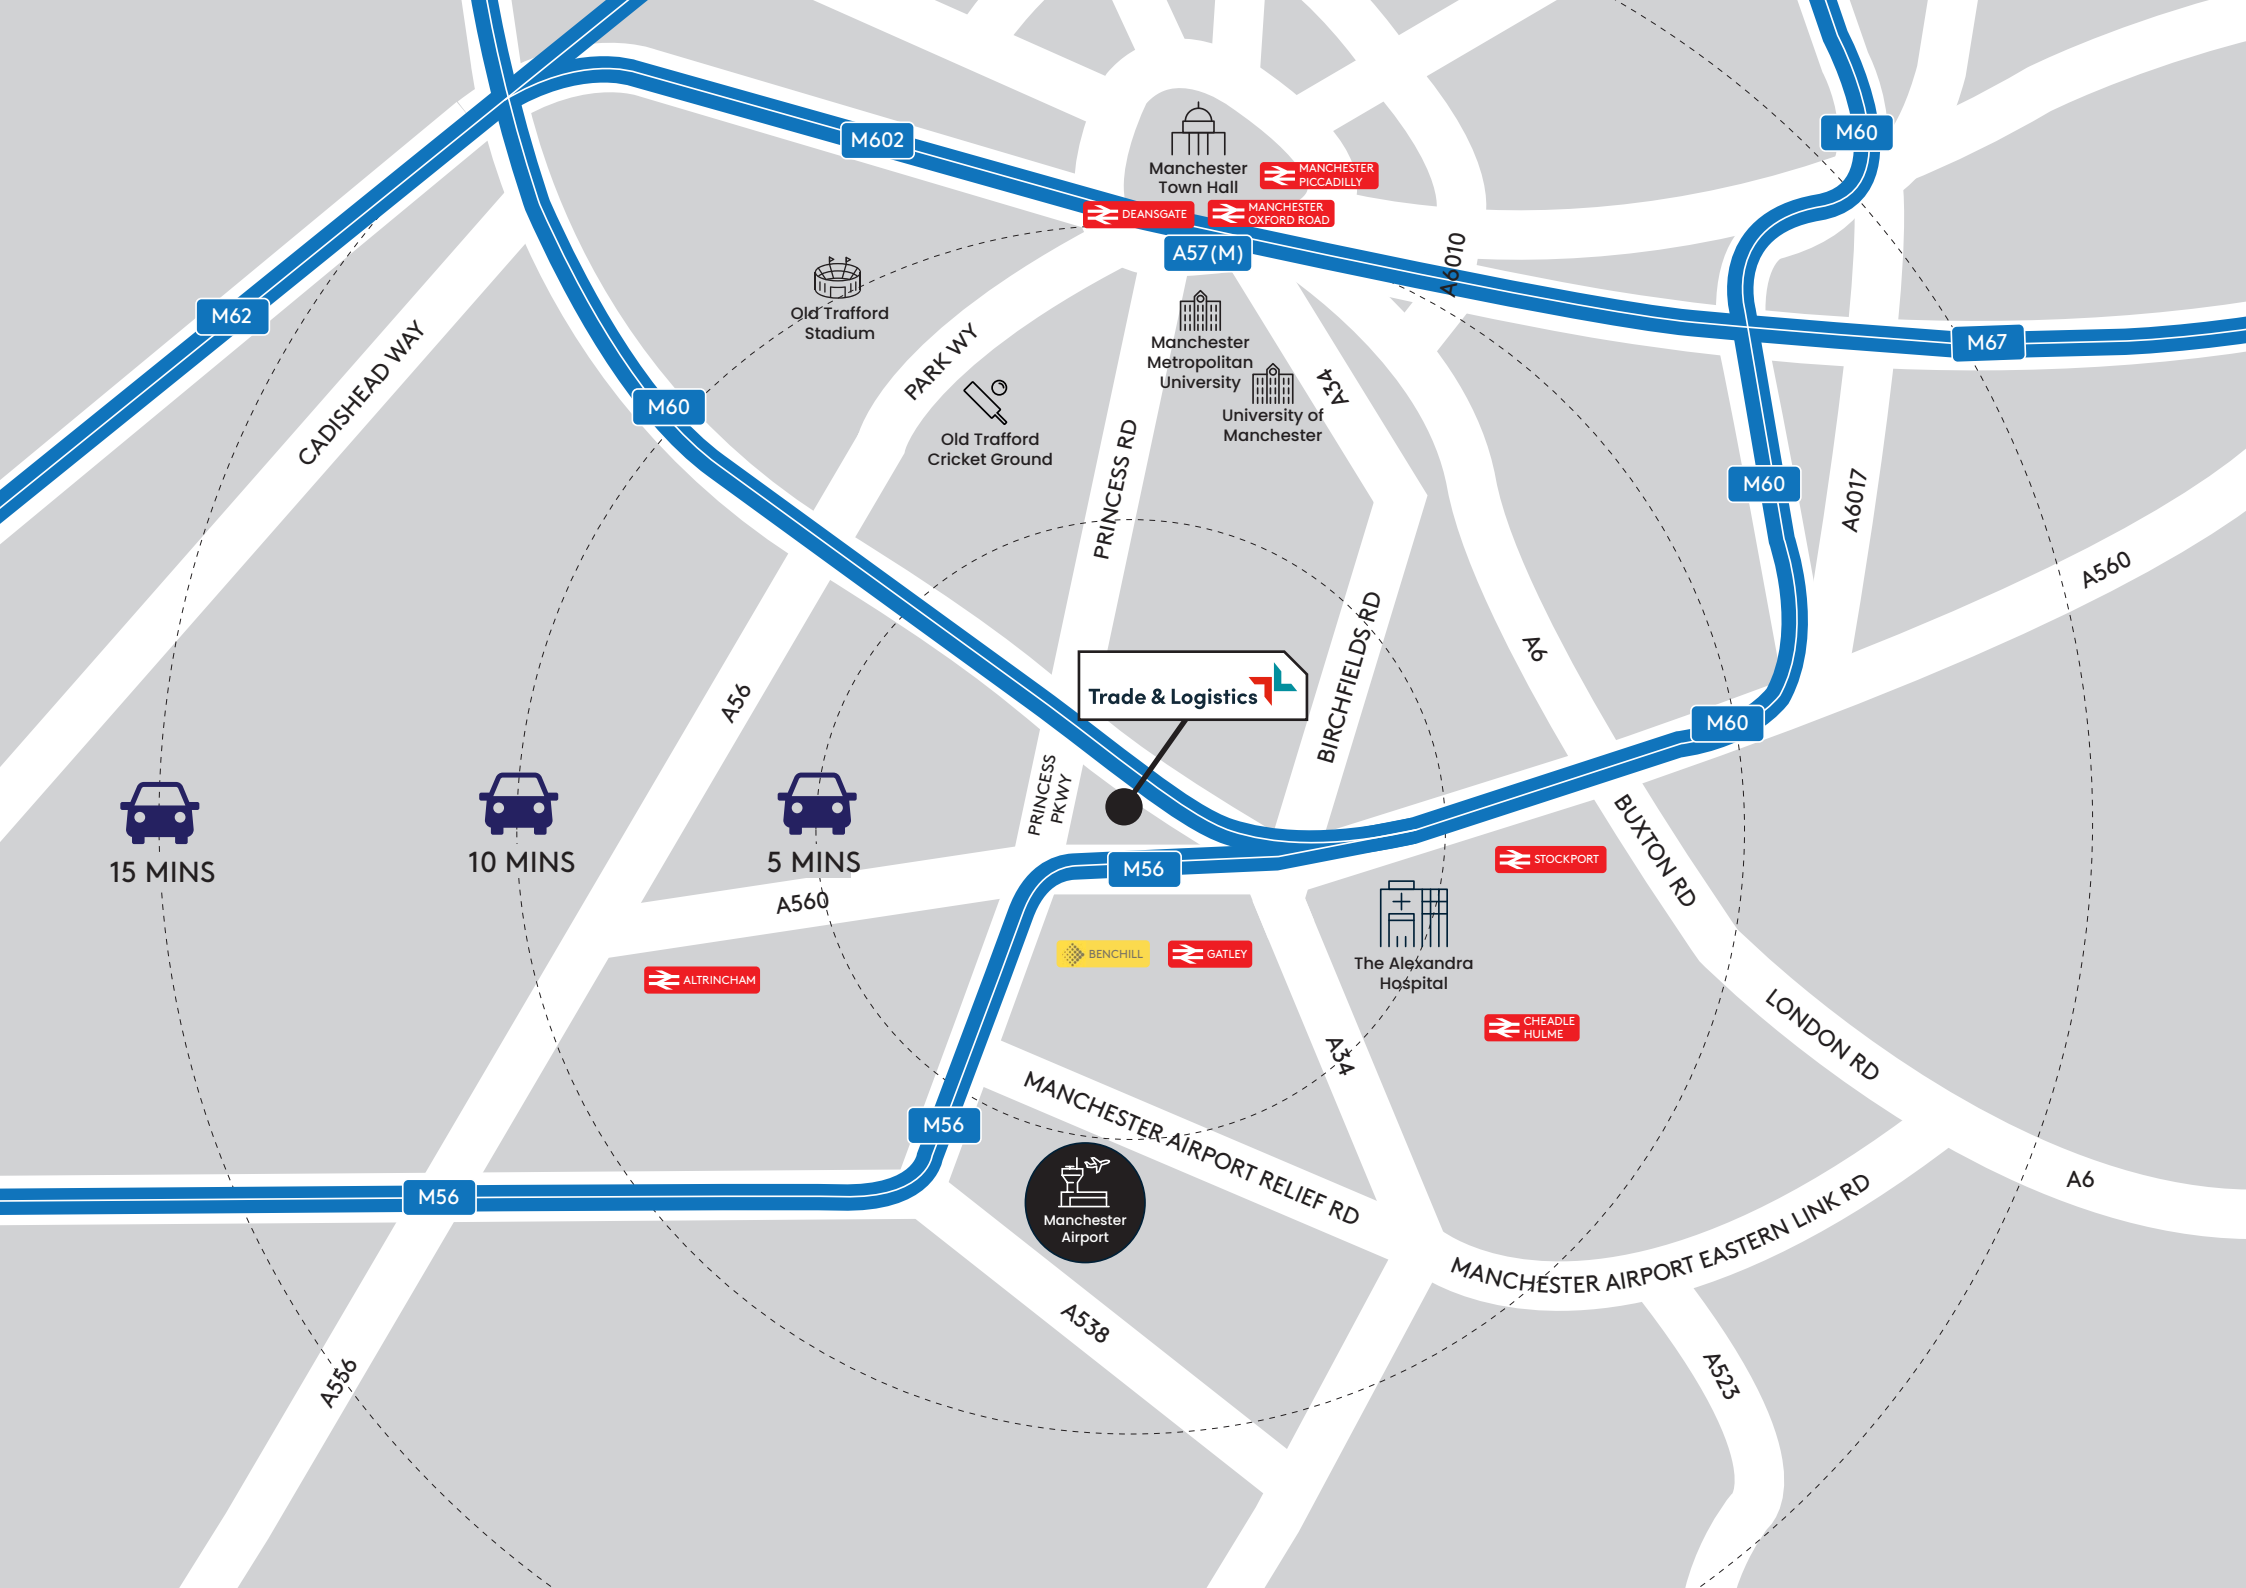 M602
M60
Manchester
Town Hall
MANCHESTER
PICCADILLY
DEANSGATE
MANCHESTER
OXFORD ROAD
A57(M)
A6010
M62
CADISHEAD WAY
Old Trafford
Stadium
PARK WY
Manchester
Metropolitan
University
M67
A34
University of
Manchester
M60
Old Trafford
Cricket Ground
PRINCESS RD
M60
A6017
A560
BIRCHFIELDS RD
A6
A56
Trade & Logistics
M60
PRINCESS
PKWY
15 MINS
10 MINS
5 MINS
M56
BUXTON RD
STOCKPORT
A560
BENCHILL
GATLEY
The Alexandra
Hospital
ALTRINCHAM
CHEADLE
HULME
A34
LONDON RD
MANCHESTER AIRPORT RELIEF RD
M56
M56
Manchester
Airport
A6
MANCHESTER AIRPORT EASTERN LINK RD
A538
A556
A523